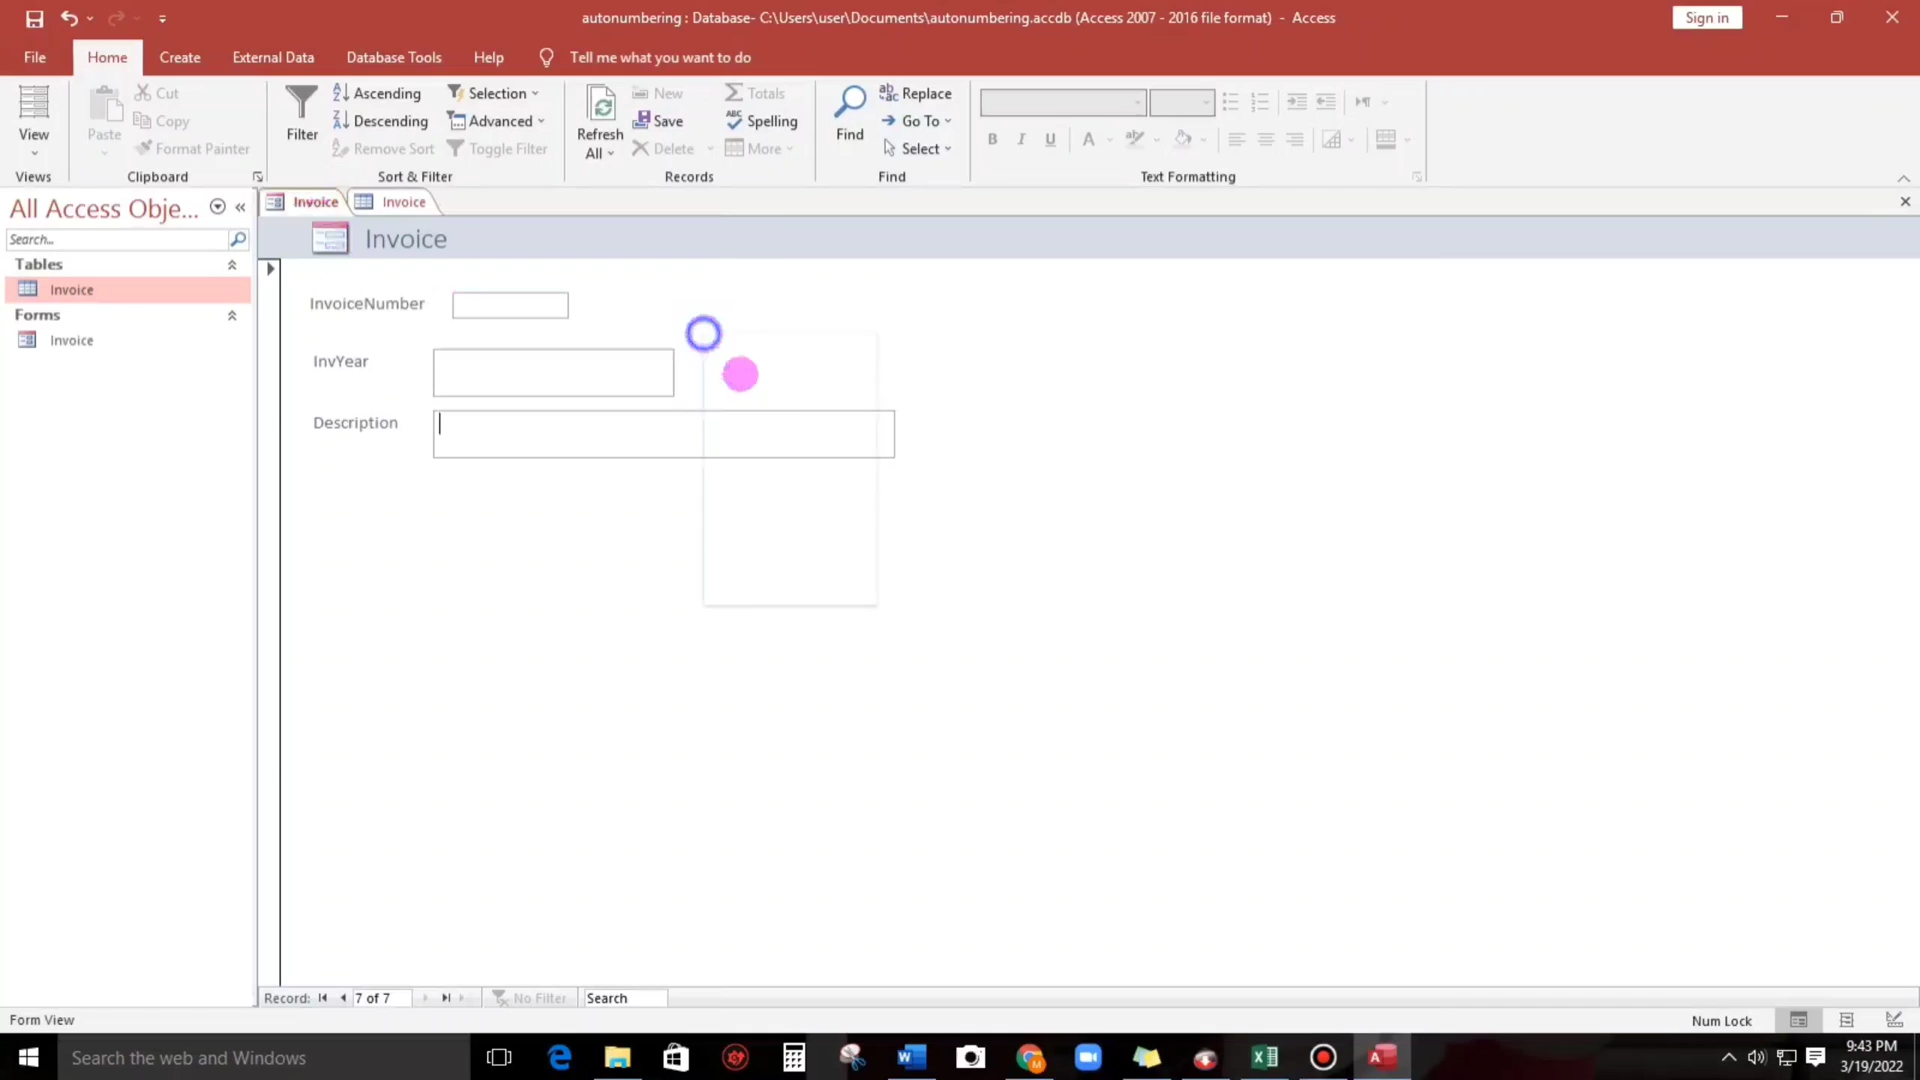 autonumbering : Database- C:\Users\user\Documents\autonumbering.accdb (Access 2007 - 2016 file format) - Access
Sign in
File Home Create External Data Database Tools Help Tell me what you want to do
View
Views
Paste
Cut
Copy
Format Painter
Clipboard
Filter
Ascending
Descending
Remove Sort
Selection
Advanced
Toggle Filter
Sort & Filter
Refresh
All
New
Save
Delete
Totals
Spelling
More
Records
Find
Replace
Go To
Select
Find
B I U A
Text Formatting
All Access Obje...
Search...
Tables
Invoice
Forms
Invoice
Invoice
Invoice
Invoice
InvoiceNumber
InvYear
Description
Record: 7 of 7 No Filter Search
Form View
Num Lock
Search the web and Windows
9:43 PM
3/19/2022